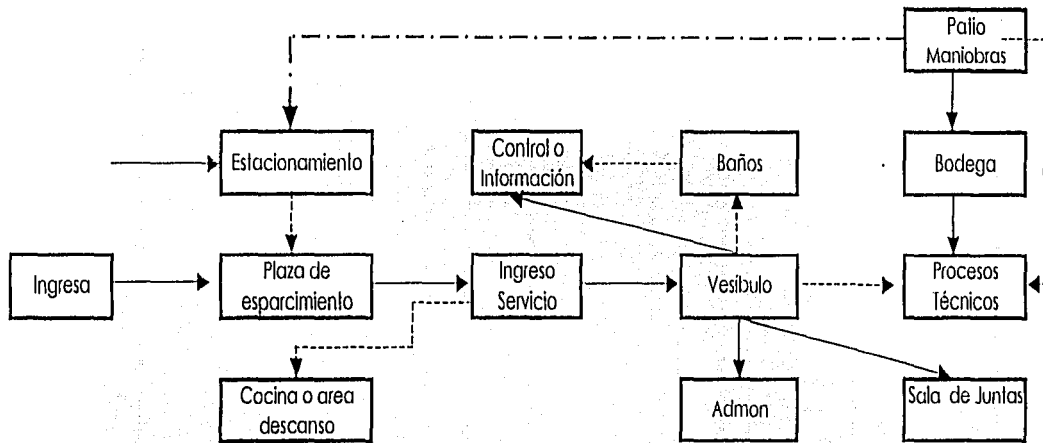 Patio
Maniobras
Estacionamiento
Control o
Información
Baños
Bodega
Ingresa
Plaza de
esparcimiento
Ingreso
Servicio
Vesíbulo
Procesos
Técnicos
Cocina o area
descanso
Admon
Sala de Juntas